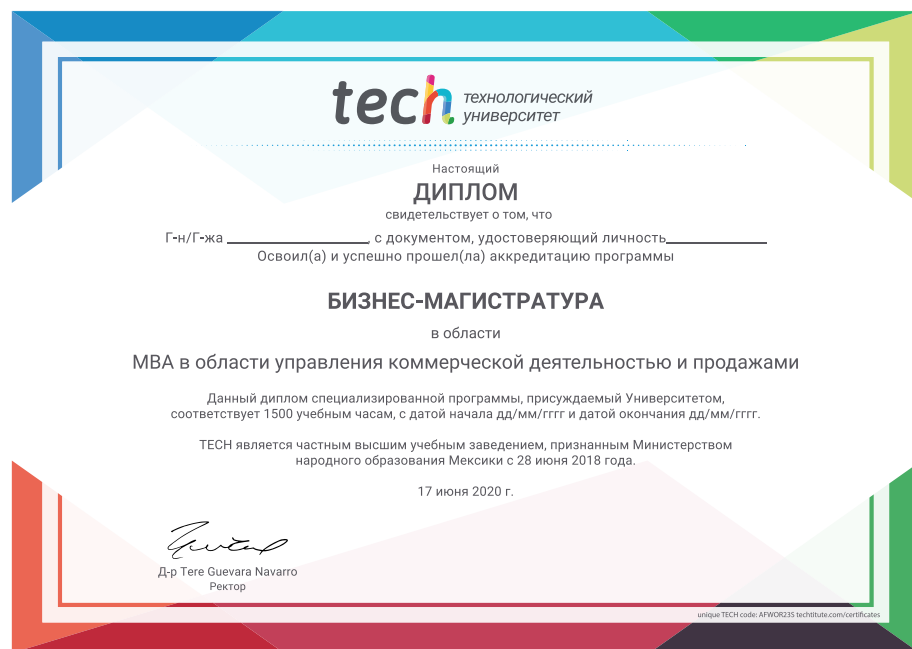 tech технологический
университет
Настоящий
ДИПЛОМ
свидетельствует о том, что
Г-н/Г-жа ____________________, с документом, удостоверяющий личность______________
Освоил(а) и успешно прошел(ла) аккредитацию программы
БИЗНЕС-МАГИСТРАТУРА
в области
MBA в области управления коммерческой деятельностью и продажами
Данный диплом специализированной программы, присуждаемый Университетом,
соответствует 1500 учебным часам, с датой начала дд/мм/гггг и датой окончания дд/мм/гггг.
TECH является частным высшим учебным заведением, признанным Министерством
народного образования Мексики с 28 июня 2018 года.
17 июня 2020 г.
Д-р Tere Guevara Navarro
Ректор
unique TECH code: AFWOR23S techtitute.com/certificates